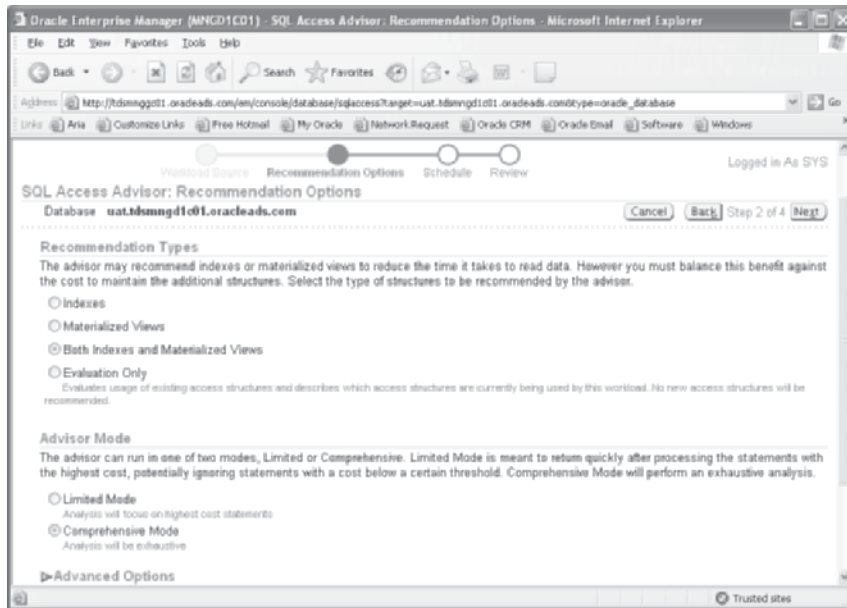 Oracle Enterprise Manager (MNGD1C01) - SQL Access Advisor: Recommendation Options - Microsoft Internet Explorer
File Edit View Favorites Tools Help
Back Search Favorites
Address http://tdsmnggc01.oracleads.com/em/console/database/sqlaccess?target=uat.tdsmngd1c01.oracleads.com&type=oracle_database Go
Links Aria Customize Links Free Hotmail My Oracle Network Request Oracle CRM Oracle Email Software Windows
Workload Source Recommendation Options Schedule Review Logged in As SYS
SQL Access Advisor: Recommendation Options
Database uat.tdsmngd1c01.oracleads.com Cancel Back Step 2 of 4 Next
Recommendation Types
The advisor may recommend indexes or materialized views to reduce the time it takes to read data. However you must balance this benefit against
the cost to maintain the additional structures. Select the type of structures to be recommended by the advisor.
Indexes
Materialized Views
Both Indexes and Materialized Views
Evaluation Only
Evaluates usage of existing access structures and describes which access structures are currently being used by this workload. No new access structures will be
recommended.
Advisor Mode
The advisor can run in one of two modes, Limited or Comprehensive. Limited Mode is meant to return quickly after processing the statements with
the highest cost, potentially ignoring statements with a cost below a certain threshold. Comprehensive Mode will perform an exhaustive analysis.
Limited Mode
Analysis will focus on highest cost statements
Comprehensive Mode
Analysis will be exhaustive
Advanced Options
Trusted sites